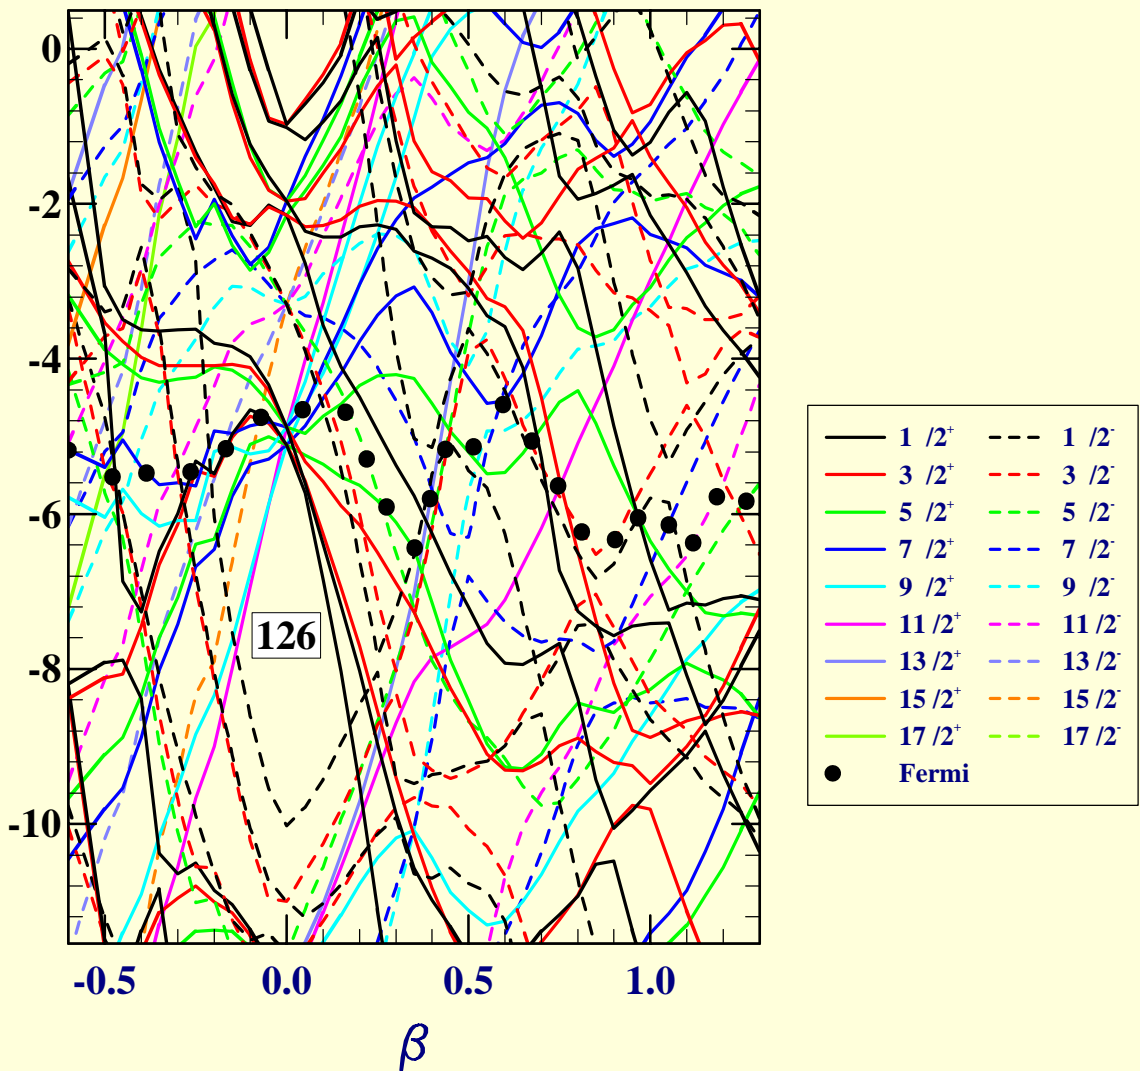 0
-2
-4
-6
-8
-10
126
-0.5 0.0 0.5 1.0
β
1 /2⁺ 1 /2⁻
3 /2⁺ 3 /2⁻
5 /2⁺ 5 /2⁻
7 /2⁺ 7 /2⁻
9 /2⁺ 9 /2⁻
11 /2⁺ 11 /2⁻
13 /2⁺ 13 /2⁻
15 /2⁺ 15 /2⁻
17 /2⁺ 17 /2⁻
Fermi